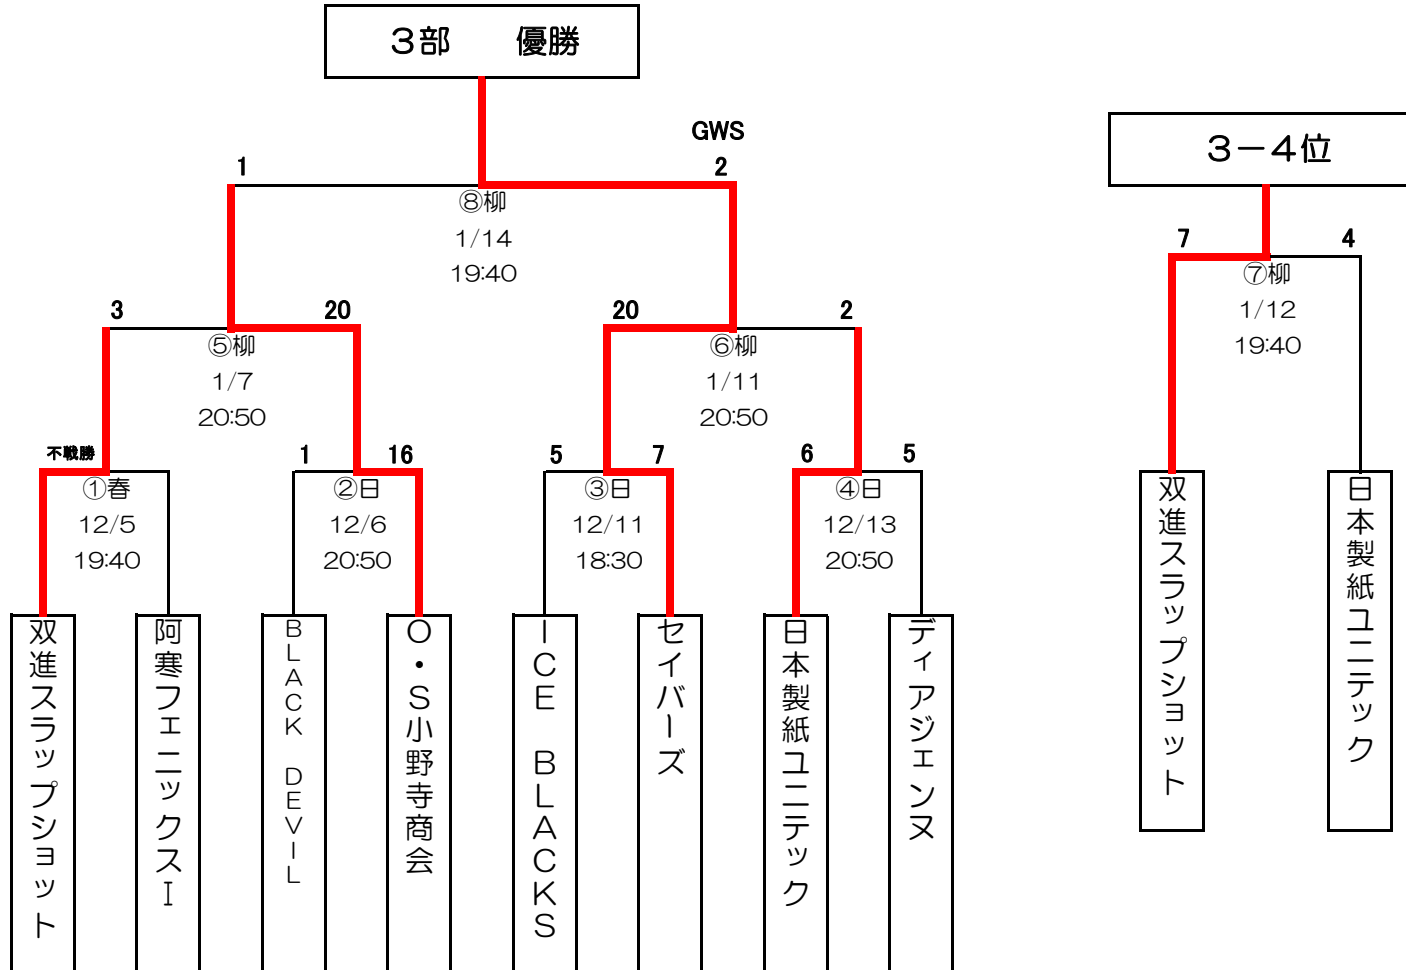 3部 優勝
GWS
1 2
⑧柳
1/14
19:40
3 20 20 2
⑤柳
1/7
20:50
⑥柳
1/11
20:50
不戦勝 1 16 5 7 6 5
①春
12/5
19:40
②日
12/6
20:50
③日
12/11
18:30
④日
12/13
20:50
双進スラップショット
阿寒フェニックスⅠ
BLACK DEVIL
O・S小野寺商会
ICE BLACKS
セイバーズ
日本製紙ユニテック
ディアジェンヌ
3-4位
7 4
⑦柳
1/12
19:40
双進スラップショット
日本製紙ユニテック